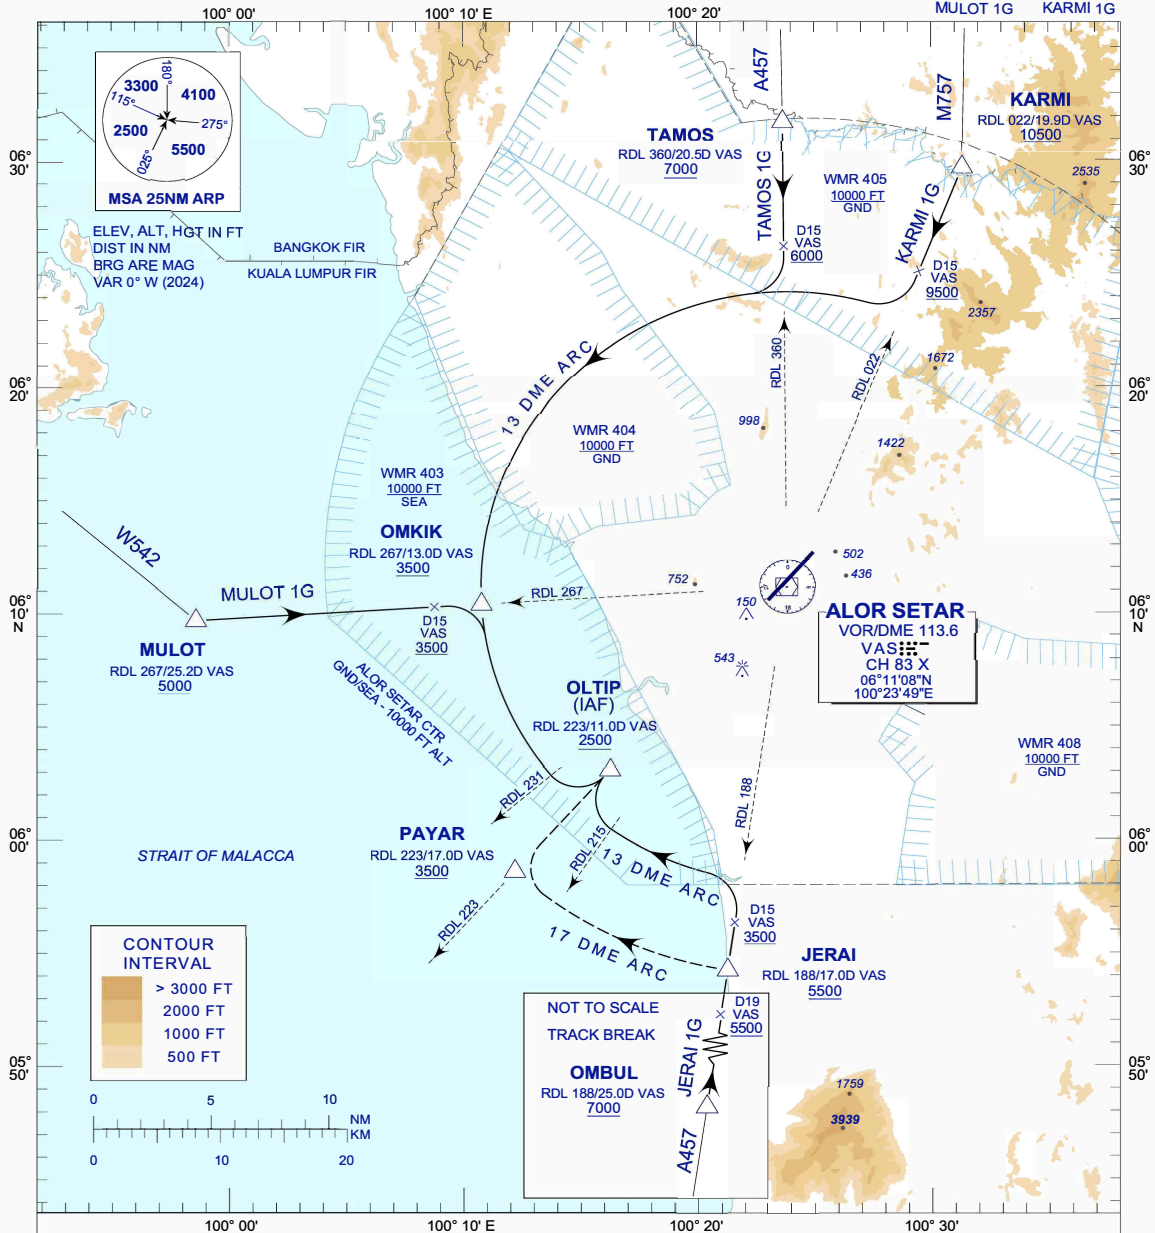 MULOT 1G KARMI 1G
100° 00'
100° 10' E
100° 20'
180°
3300
4100
115°
275°
2500
5500
025°
MSA 25NM ARP
ELEV, ALT, HGT IN FT
DIST IN NM
BRG ARE MAG
VAR 0° W (2024)
BANGKOK FIR
KUALA LUMPUR FIR
A457
M757
KARMI
RDL 022/19.9D VAS
10500
TAMOS
RDL 360/20.5D VAS
7000
06°
30'
06°
30'
2535
TAMOS 1G
WMR 405
10000 FT
GND
KARMI 1G
D15
VAS
6000
D15
VAS
9500
2357
1672
13 DME ARC
RDL 360
RDL 022
06°
20'
06°
20'
998
1422
WMR 404
10000 FT
GND
WMR 403
10000 FT
SEA
OMKIK
RDL 267/13.0D VAS
3500
W542
MULOT 1G
RDL 267
752
502
436
150
543
06°
10'
N
06°
10'
N
D15
VAS
3500
MULOT
RDL 267/25.2D VAS
5000
ALOR SETAR
VOR/DME 113.6
VAS
CH 83 X
06°11'08"N
100°23'49"E
ALOR SETAR CTR
GND/SEA - 10000 FT ALT
OLTIP
(IAF)
RDL 223/11.0D VAS
2500
WMR 408
10000 FT
GND
RDL 231
RDL 188
RDL 215
PAYAR
RDL 223/17.0D VAS
3500
06°
00'
06°
00'
STRAIT OF MALACCA
13 DME ARC
RDL 223
17 DME ARC
D15
VAS
3500
JERAI
RDL 188/17.0D VAS
5500
CONTOUR
INTERVAL
> 3000 FT
2000 FT
1000 FT
500 FT
NOT TO SCALE
TRACK BREAK
D19
VAS
5500
JERAI 1G
OMBUL
RDL 188/25.0D VAS
7000
A457
05°
50'
05°
50'
1759
3939
0 5 10
NM
KM
0 10 20
100° 00'
100° 10' E
100° 20'
100° 30'